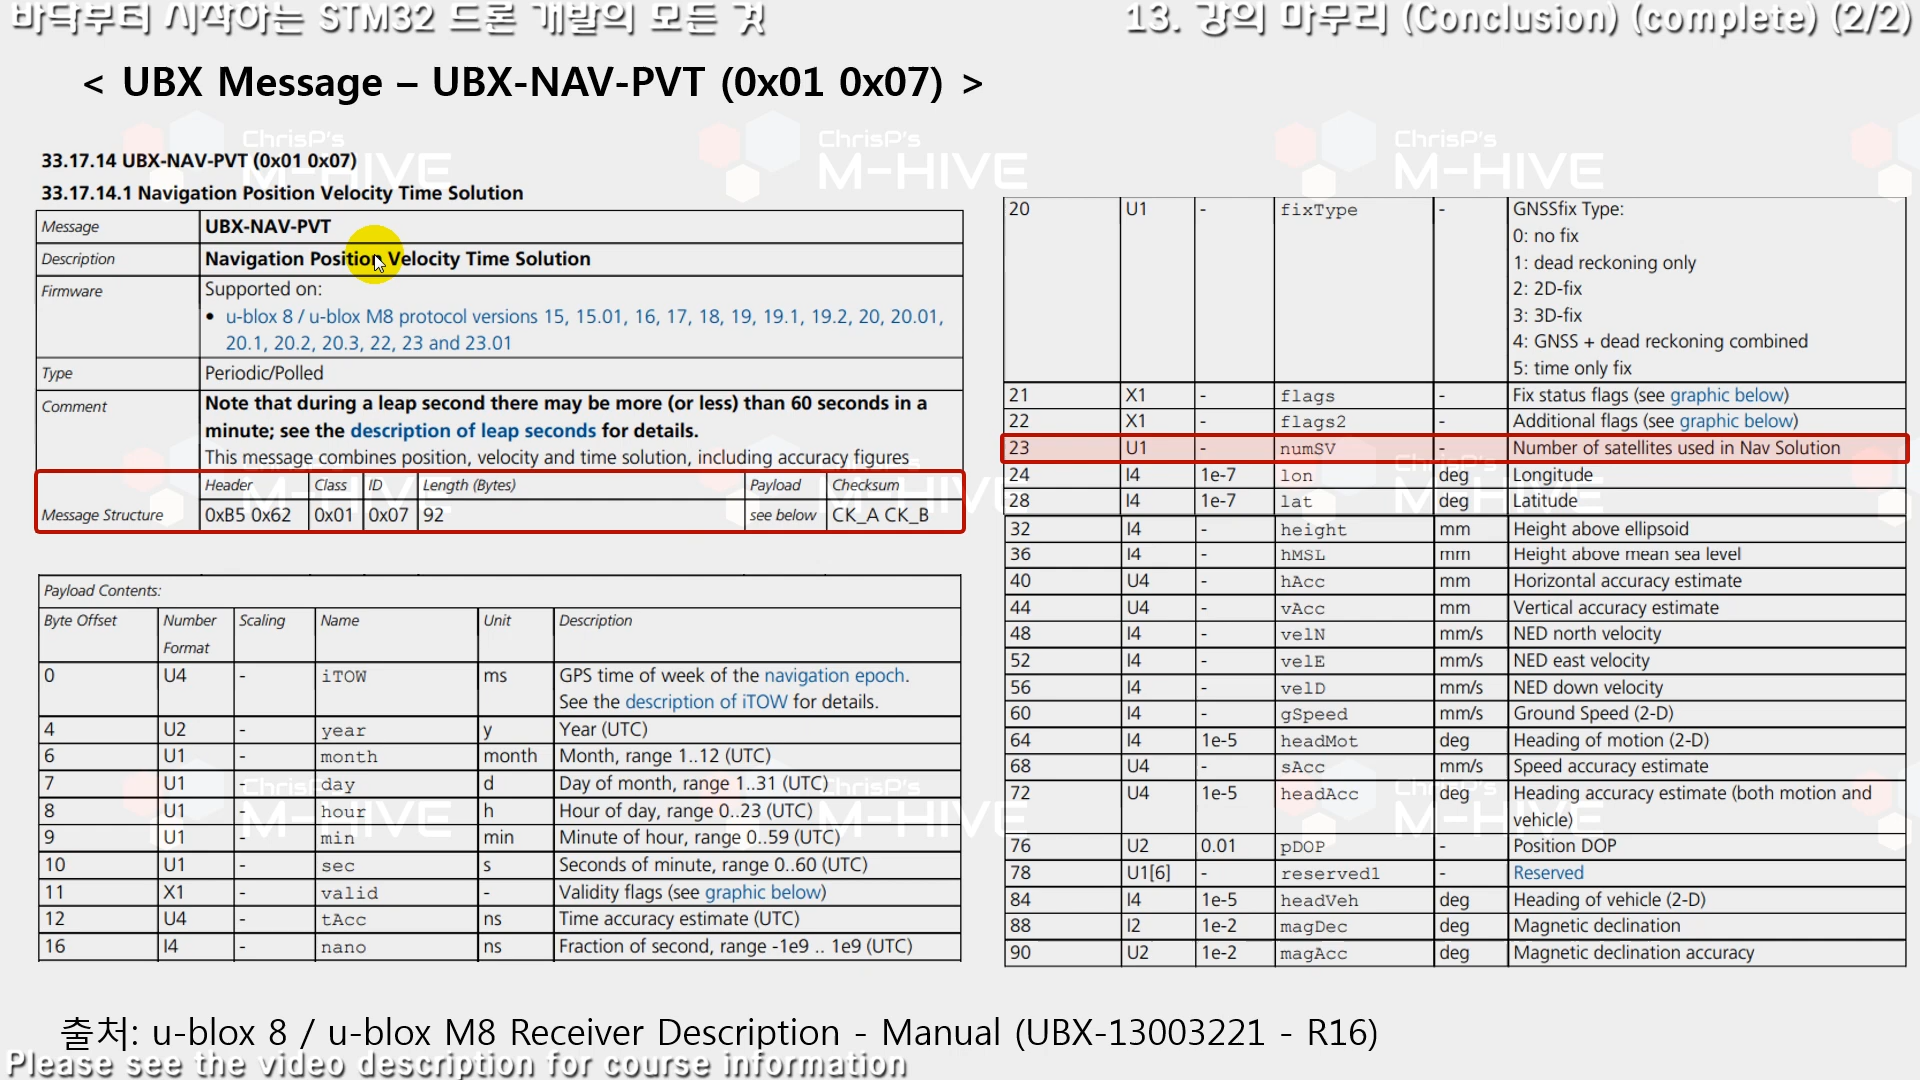 바닥부터 시작하는 STM32 드론 개발의 모든 것
13. 강의 마무리 (Conclusion) (complete) (2/2)
< UBX Message – UBX-NAV-PVT (0x01 0x07) >
ChrisP's M-HIVE
ChrisP's M-HIVE
ChrisP's M-HIVE
33.17.14 UBX-NAV-PVT (0x01 0x07)
33.17.14.1 Navigation Position Velocity Time Solution
Message UBX-NAV-PVT
Description Navigation Position Velocity Time Solution
Firmware Supported on:
• u-blox 8 / u-blox M8 protocol versions 15, 15.01, 16, 17, 18, 19, 19.1, 19.2, 20, 20.01,
20.1, 20.2, 20.3, 22, 23 and 23.01
Type Periodic/Polled
Comment Note that during a leap second there may be more (or less) than 60 seconds in a
minute; see the description of leap seconds for details.
This message combines position, velocity and time solution, including accuracy figures
Header Class ID Length (Bytes) Payload Checksum
Message Structure 0xB5 0x62 0x01 0x07 92 see below CK_A CK_B
Payload Contents:
Byte Offset Number Format Scaling Name Unit Description
0 U4 - iTOW ms GPS time of week of the navigation epoch.
See the description of iTOW for details.
4 U2 - year y Year (UTC)
6 U1 - month month Month, range 1..12 (UTC)
7 U1 - day d Day of month, range 1..31 (UTC)
8 U1 - hour h Hour of day, range 0..23 (UTC)
9 U1 - min min Minute of hour, range 0..59 (UTC)
10 U1 - sec s Seconds of minute, range 0..60 (UTC)
11 X1 - valid - Validity flags (see graphic below)
12 U4 - tAcc ns Time accuracy estimate (UTC)
16 I4 - nano ns Fraction of second, range -1e9 .. 1e9 (UTC)
20 U1 - fixType - GNSSfix Type:
0: no fix
1: dead reckoning only
2: 2D-fix
3: 3D-fix
4: GNSS + dead reckoning combined
5: time only fix
21 X1 - flags - Fix status flags (see graphic below)
22 X1 - flags2 - Additional flags (see graphic below)
23 U1 - numSV - Number of satellites used in Nav Solution
24 I4 1e-7 lon deg Longitude
28 I4 1e-7 lat deg Latitude
32 I4 - height mm Height above ellipsoid
36 I4 - hMSL mm Height above mean sea level
40 U4 - hAcc mm Horizontal accuracy estimate
44 U4 - vAcc mm Vertical accuracy estimate
48 I4 - velN mm/s NED north velocity
52 I4 - velE mm/s NED east velocity
56 I4 - velD mm/s NED down velocity
60 I4 - gSpeed mm/s Ground Speed (2-D)
64 I4 1e-5 headMot deg Heading of motion (2-D)
68 U4 - sAcc mm/s Speed accuracy estimate
72 U4 1e-5 headAcc deg Heading accuracy estimate (both motion and
vehicle)
76 U2 0.01 pDOP - Position DOP
78 U1[6] - reserved1 - Reserved
84 I4 1e-5 headVeh deg Heading of vehicle (2-D)
88 I2 1e-2 magDec deg Magnetic declination
90 U2 1e-2 magAcc deg Magnetic declination accuracy
출처: u-blox 8 / u-blox M8 Receiver Description - Manual (UBX-13003221 - R16)
Please see the video description for course information